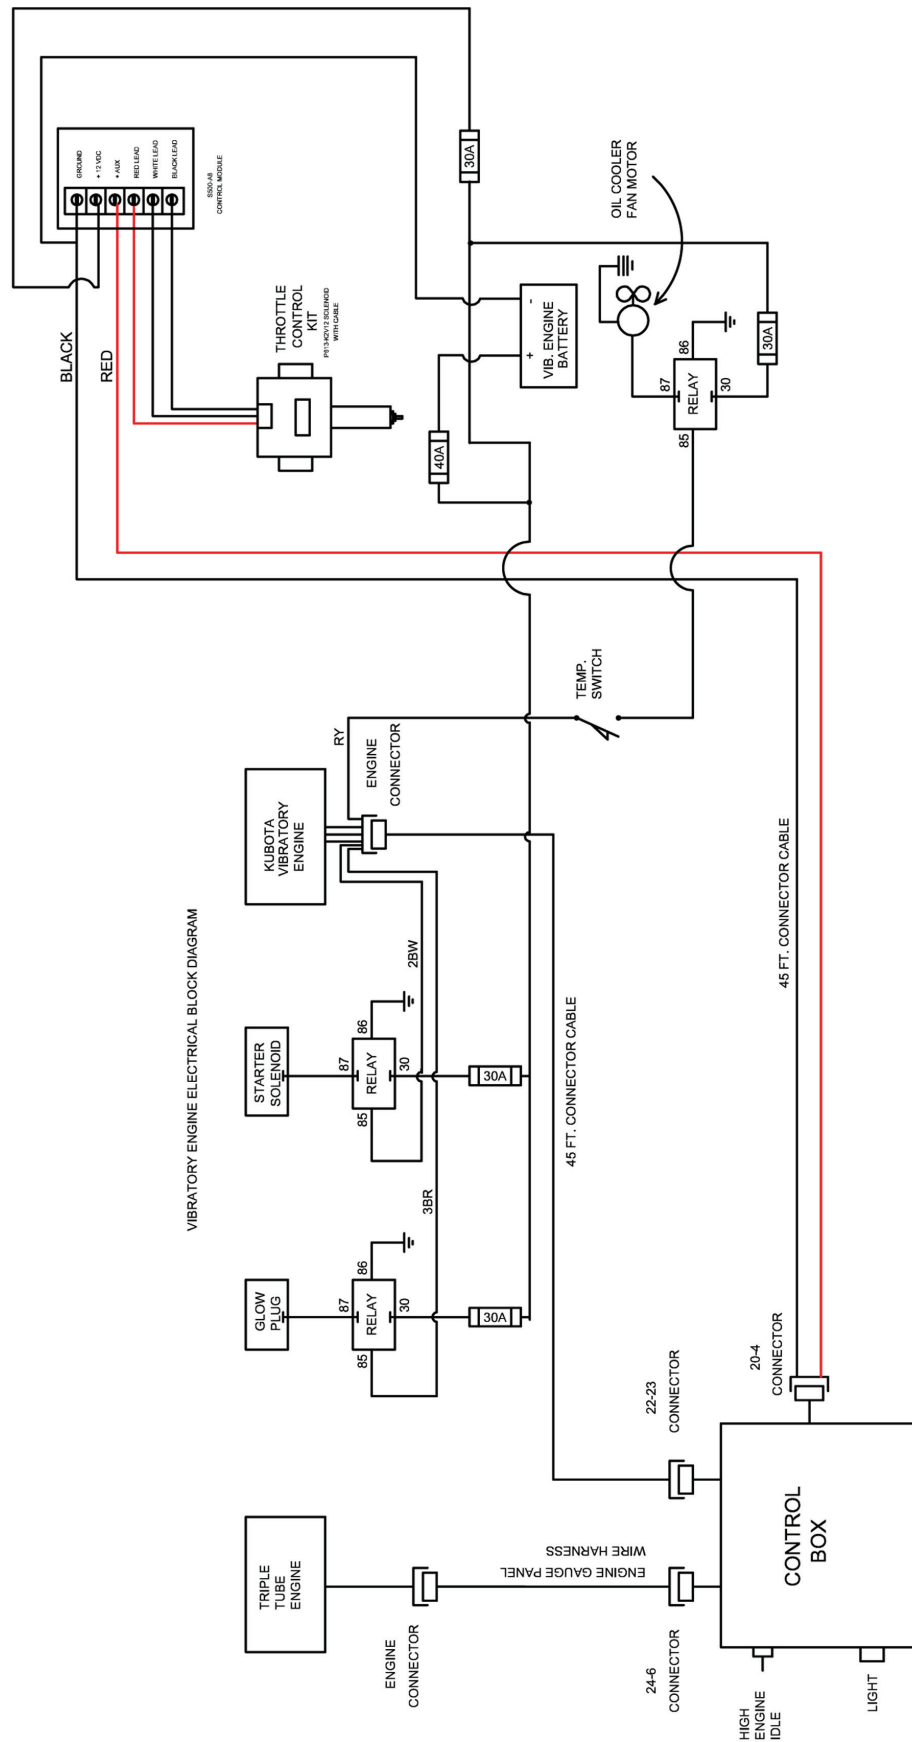 VIBRATORY ENGINE ELECTRICAL BLOCK DIAGRAM
TRIPLE
TUBE
ENGINE
ENGINE
CONNECTOR
ENGINE GAUGE PANEL
WIRE HARNESS
24-6
CONNECTOR
HIGH
ENGINE
IDLE
LIGHT
CONTROL
BOX
22-23
CONNECTOR
20-4
CONNECTOR
GLOW
PLUG
87
RELAY
85
86
30
30A
3BR
STARTER
SOLENOID
87
RELAY
85
86
30
30A
2BW
45 FT. CONNECTOR CABLE
45 FT. CONNECTOR CABLE
KUBOTA
VIBRATORY
ENGINE
RY
ENGINE
CONNECTOR
TEMP.
SWITCH
40A
VIB. ENGINE
BATTERY
+
-
85
RELAY
87
86
30
30A
OIL COOLER
FAN MOTOR
30A
THROTTLE
CONTROL
KIT
P613-K2V12 SOLENOID
WITH CABLE
BLACK
RED
GROUND
+ 12 VDC
+ AUX
RED LEAD
WHITE LEAD
BLACK LEAD
S500-A6
CONTROL MODULE